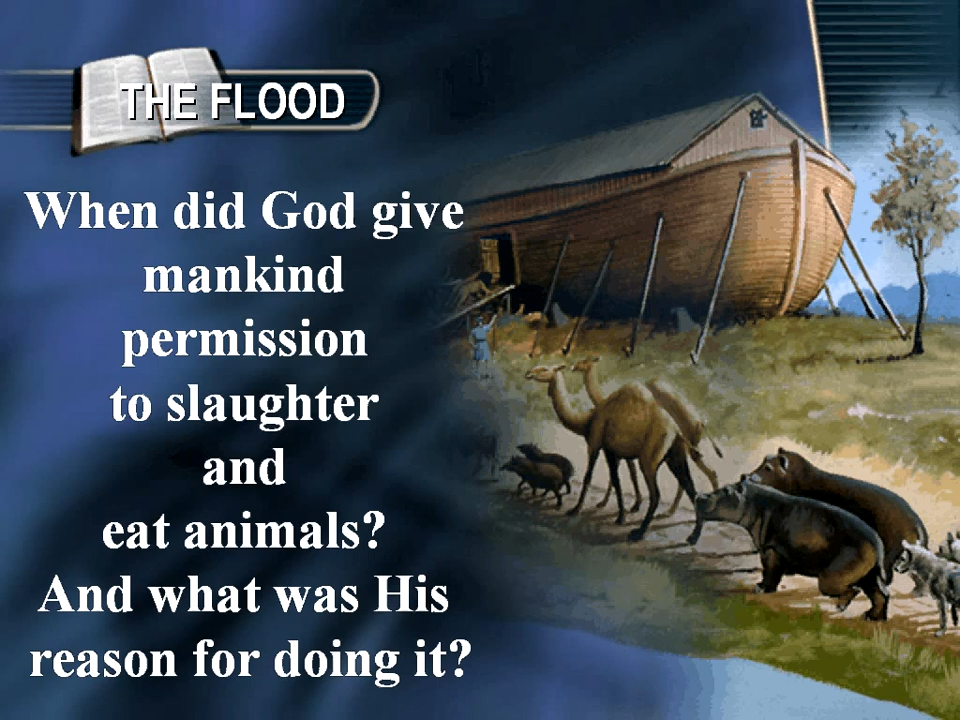 THE FLOOD
When did God give
mankind
permission
to slaughter
and
eat animals?
And what was His
reason for doing it?